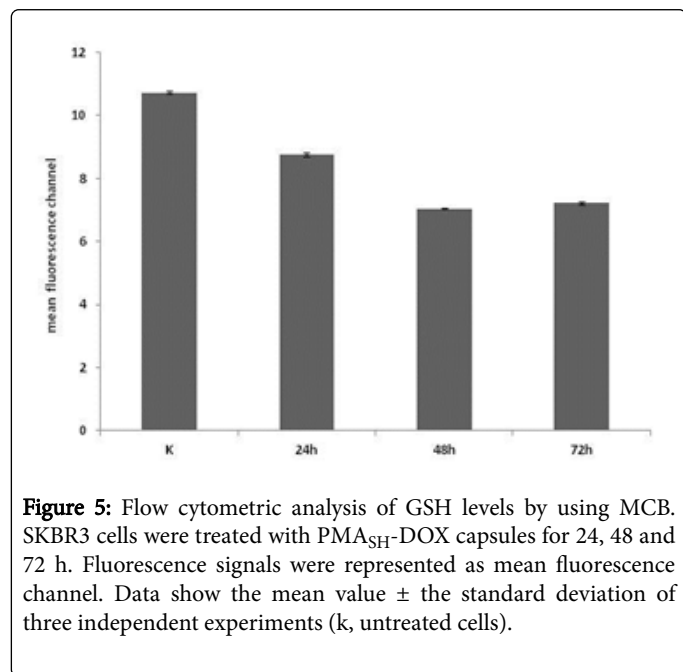 12
10
8
6
4
2
0
mean fluorescence channel
K 24h 48h 72h
Figure 5: Flow cytometric analysis of GSH levels by using MCB.
SKBR3 cells were treated with PMASH-DOX capsules for 24, 48 and
72 h. Fluorescence signals were represented as mean fluorescence
channel. Data show the mean value ± the standard deviation of
three independent experiments (k, untreated cells).